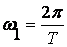 ω₁ = 2π / T